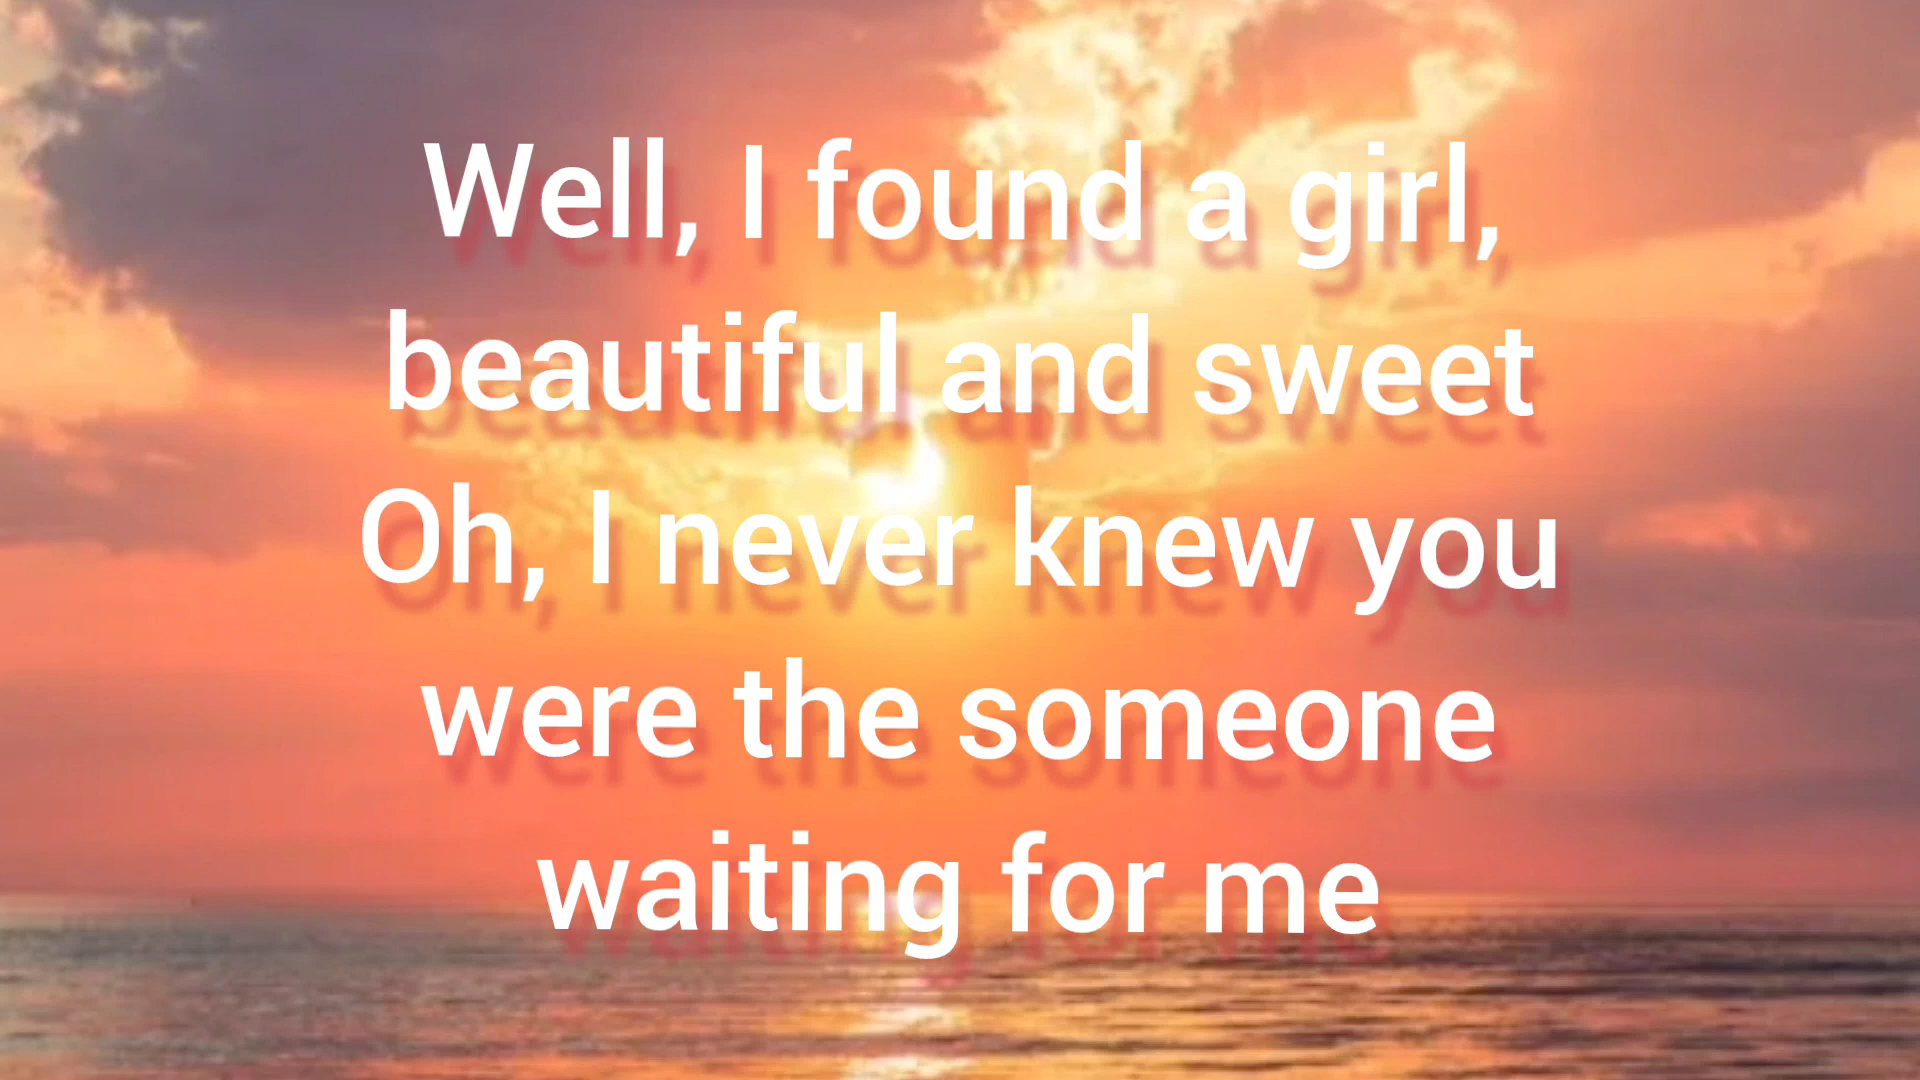 Well, I found a girl,
beautiful and sweet
Oh, I never knew you
were the someone
waiting for me